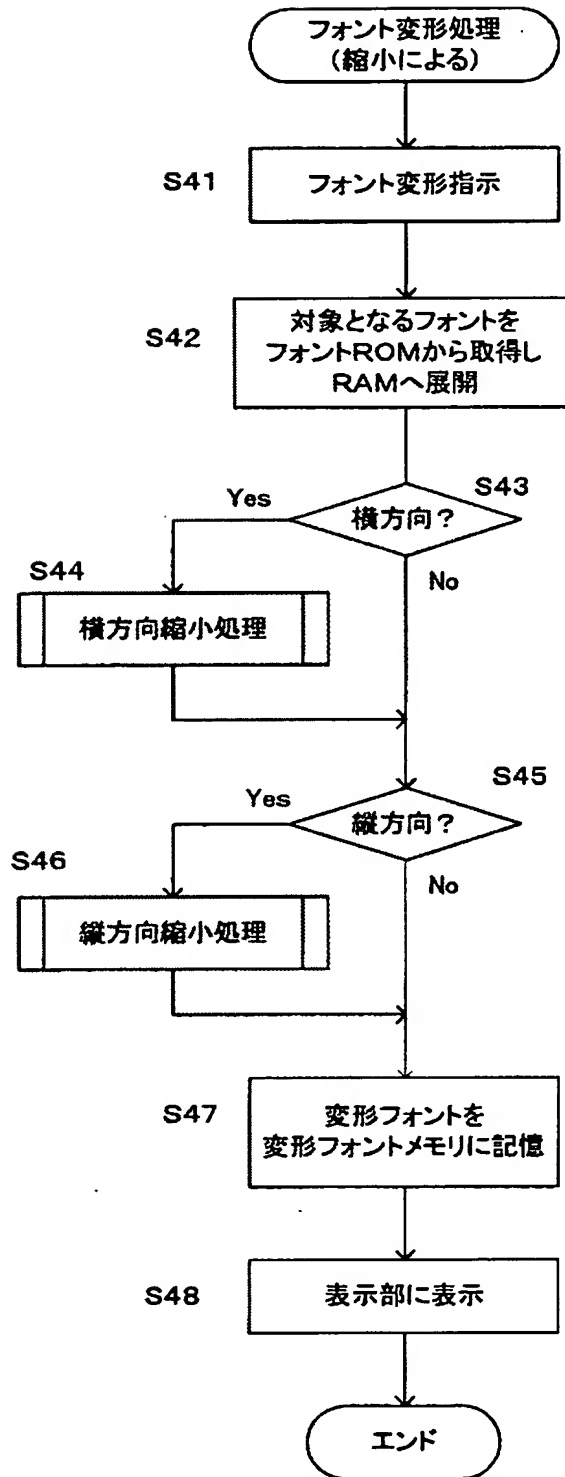 フォント変形処理
(縮小による)
S41
フォント変形指示
S42
対象となるフォントを
フォントROMから取得し
RAMへ展開
S43
横方向?
Yes
No
S44
横方向縮小処理
S45
縦方向?
Yes
No
S46
縦方向縮小処理
S47
変形フォントを
変形フォントメモリに記憶
S48
表示部に表示
エンド